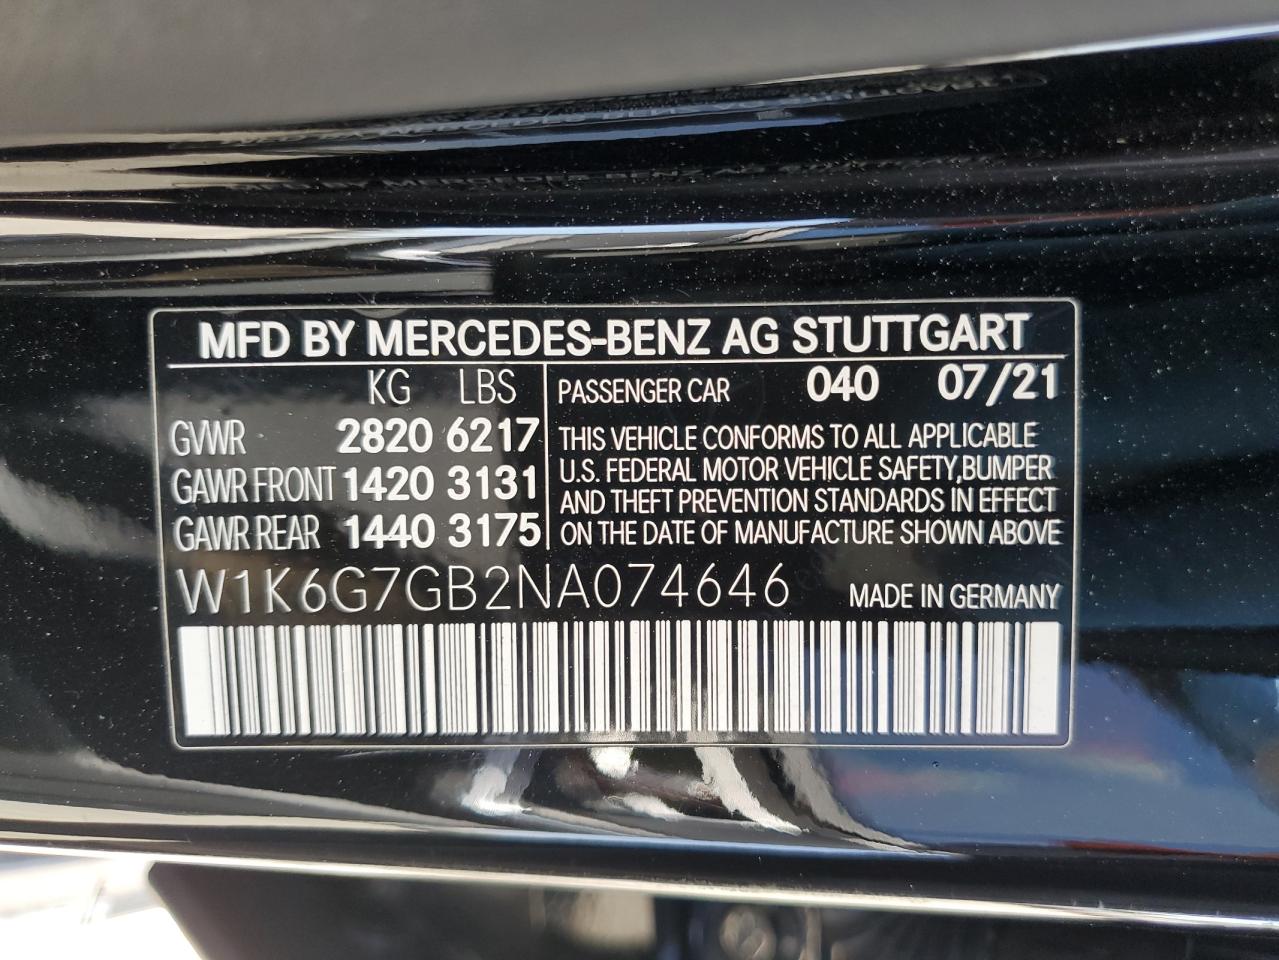 MFD BY MERCEDES-BENZ AG STUTTGART
KG LBS
GVWR 2820 6217
GAWR FRONT 1420 3131
GAWR REAR 1440 3175
PASSENGER CAR 040 07/21
THIS VEHICLE CONFORMS TO ALL APPLICABLE
U.S. FEDERAL MOTOR VEHICLE SAFETY,BUMPER
AND THEFT PREVENTION STANDARDS IN EFFECT
ON THE DATE OF MANUFACTURE SHOWN ABOVE
W1K6G7GB2NA074646 MADE IN GERMANY